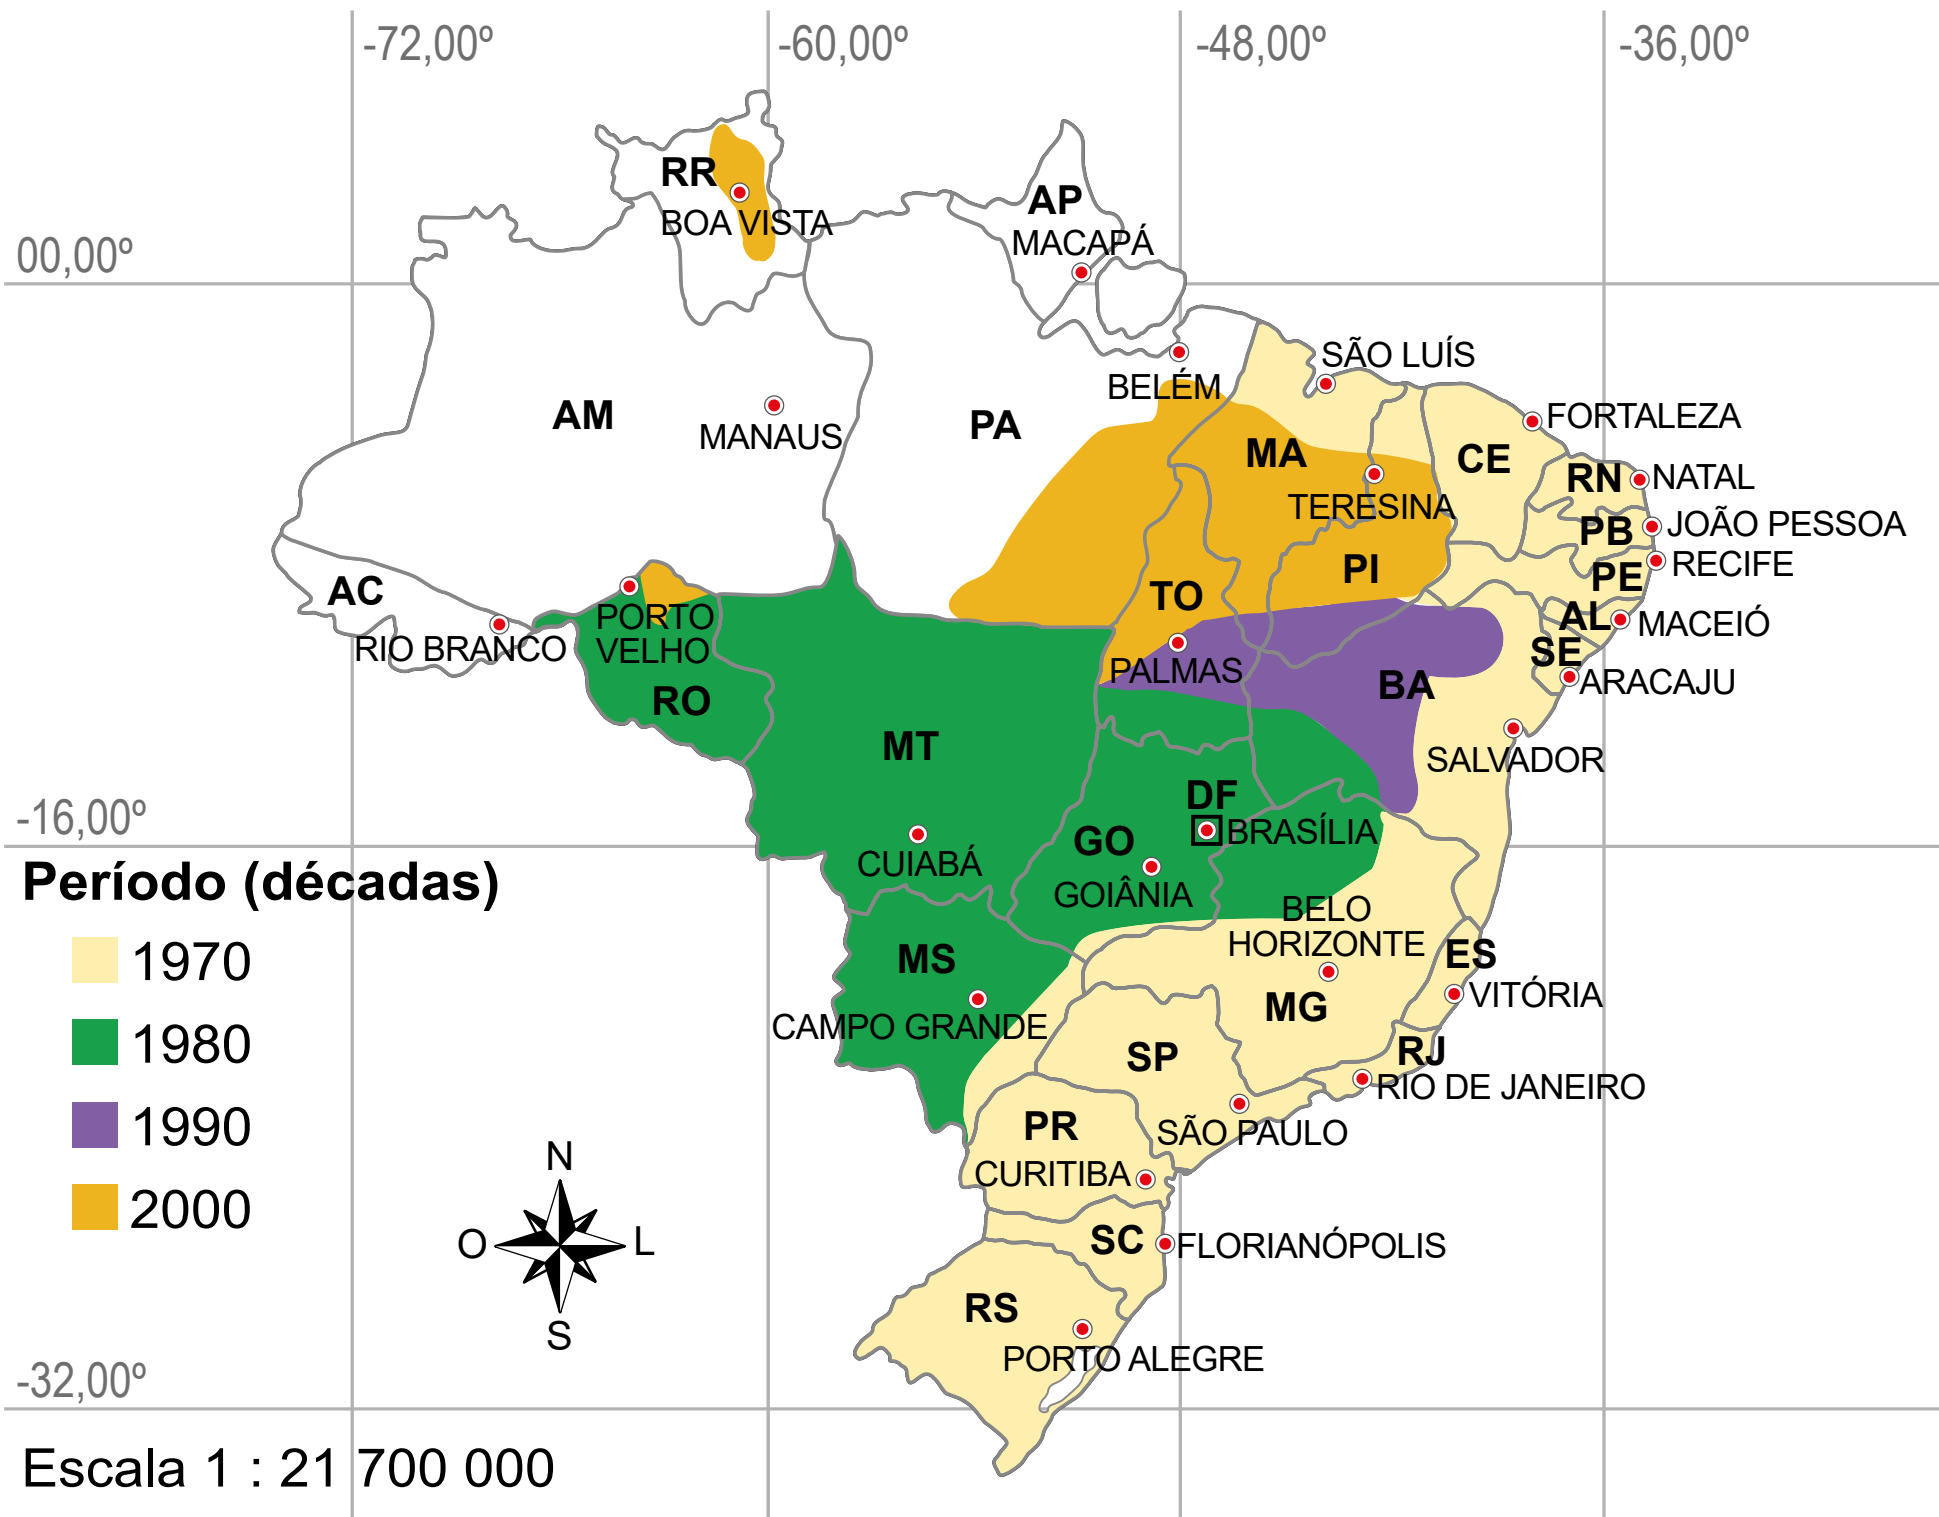 -72,00º
-60,00º
-48,00º
-36,00º
RR
BOA VISTA
AP
MACAPÁ
00,00º
SÃO LUÍS
BELÉM
AM
MANAUS
PA
MA
TERESINA
CE
FORTALEZA
RN
NATAL
PB
JOÃO PESSOA
PE
RECIFE
PI
TO
AC
RIO BRANCO
PORTO
VELHO
AL
MACEIÓ
SE
ARACAJU
PALMAS
BA
RO
MT
SALVADOR
DF
BRASÍLIA
-16,00º
GO
GOIÂNIA
CUIABÁ
BELO
HORIZONTE
MS
CAMPO GRANDE
ES
VITÓRIA
MG
SP
RJ
RIO DE JANEIRO
SÃO PAULO
PR
CURITIBA
SC
FLORIANÓPOLIS
RS
PORTO ALEGRE
-32,00º
Período (décadas)
1970
1980
1990
2000
N
O
L
S
Escala 1 : 21 700 000